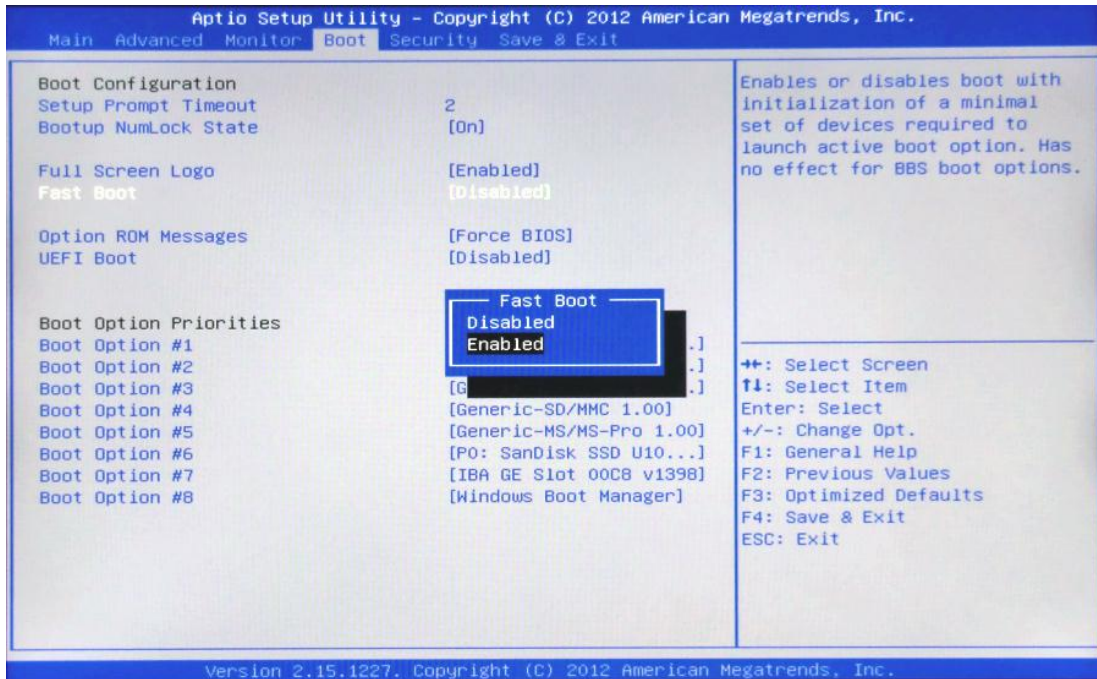 Aptio Setup Utility - Copyright (C) 2012 American Megatrends, Inc.
Main Advanced Monitor Boot Security Save & Exit
Boot Configuration
Setup Prompt Timeout 2
Bootup NumLock State [On]
Full Screen Logo [Enabled]
Fast Boot [Disabled]
Option ROM Messages [Force BIOS]
UEFI Boot [Disabled]
Fast Boot
Disabled
Enabled
Boot Option Priorities
Boot Option #1 .]
Boot Option #2 .]
Boot Option #3 [G .]
Boot Option #4 [Generic-SD/MMC 1.00]
Boot Option #5 [Generic-MS/MS-Pro 1.00]
Boot Option #6 [P0: SanDisk SSD U10...]
Boot Option #7 [IBA GE Slot 00C8 v1398]
Boot Option #8 [Windows Boot Manager]
Enables or disables boot with
initialization of a minimal
set of devices required to
launch active boot option. Has
no effect for BBS boot options.
→←: Select Screen
↑↓: Select Item
Enter: Select
+/-: Change Opt.
F1: General Help
F2: Previous Values
F3: Optimized Defaults
F4: Save & Exit
ESC: Exit
Version 2.15.1227. Copyright (C) 2012 American Megatrends, Inc.